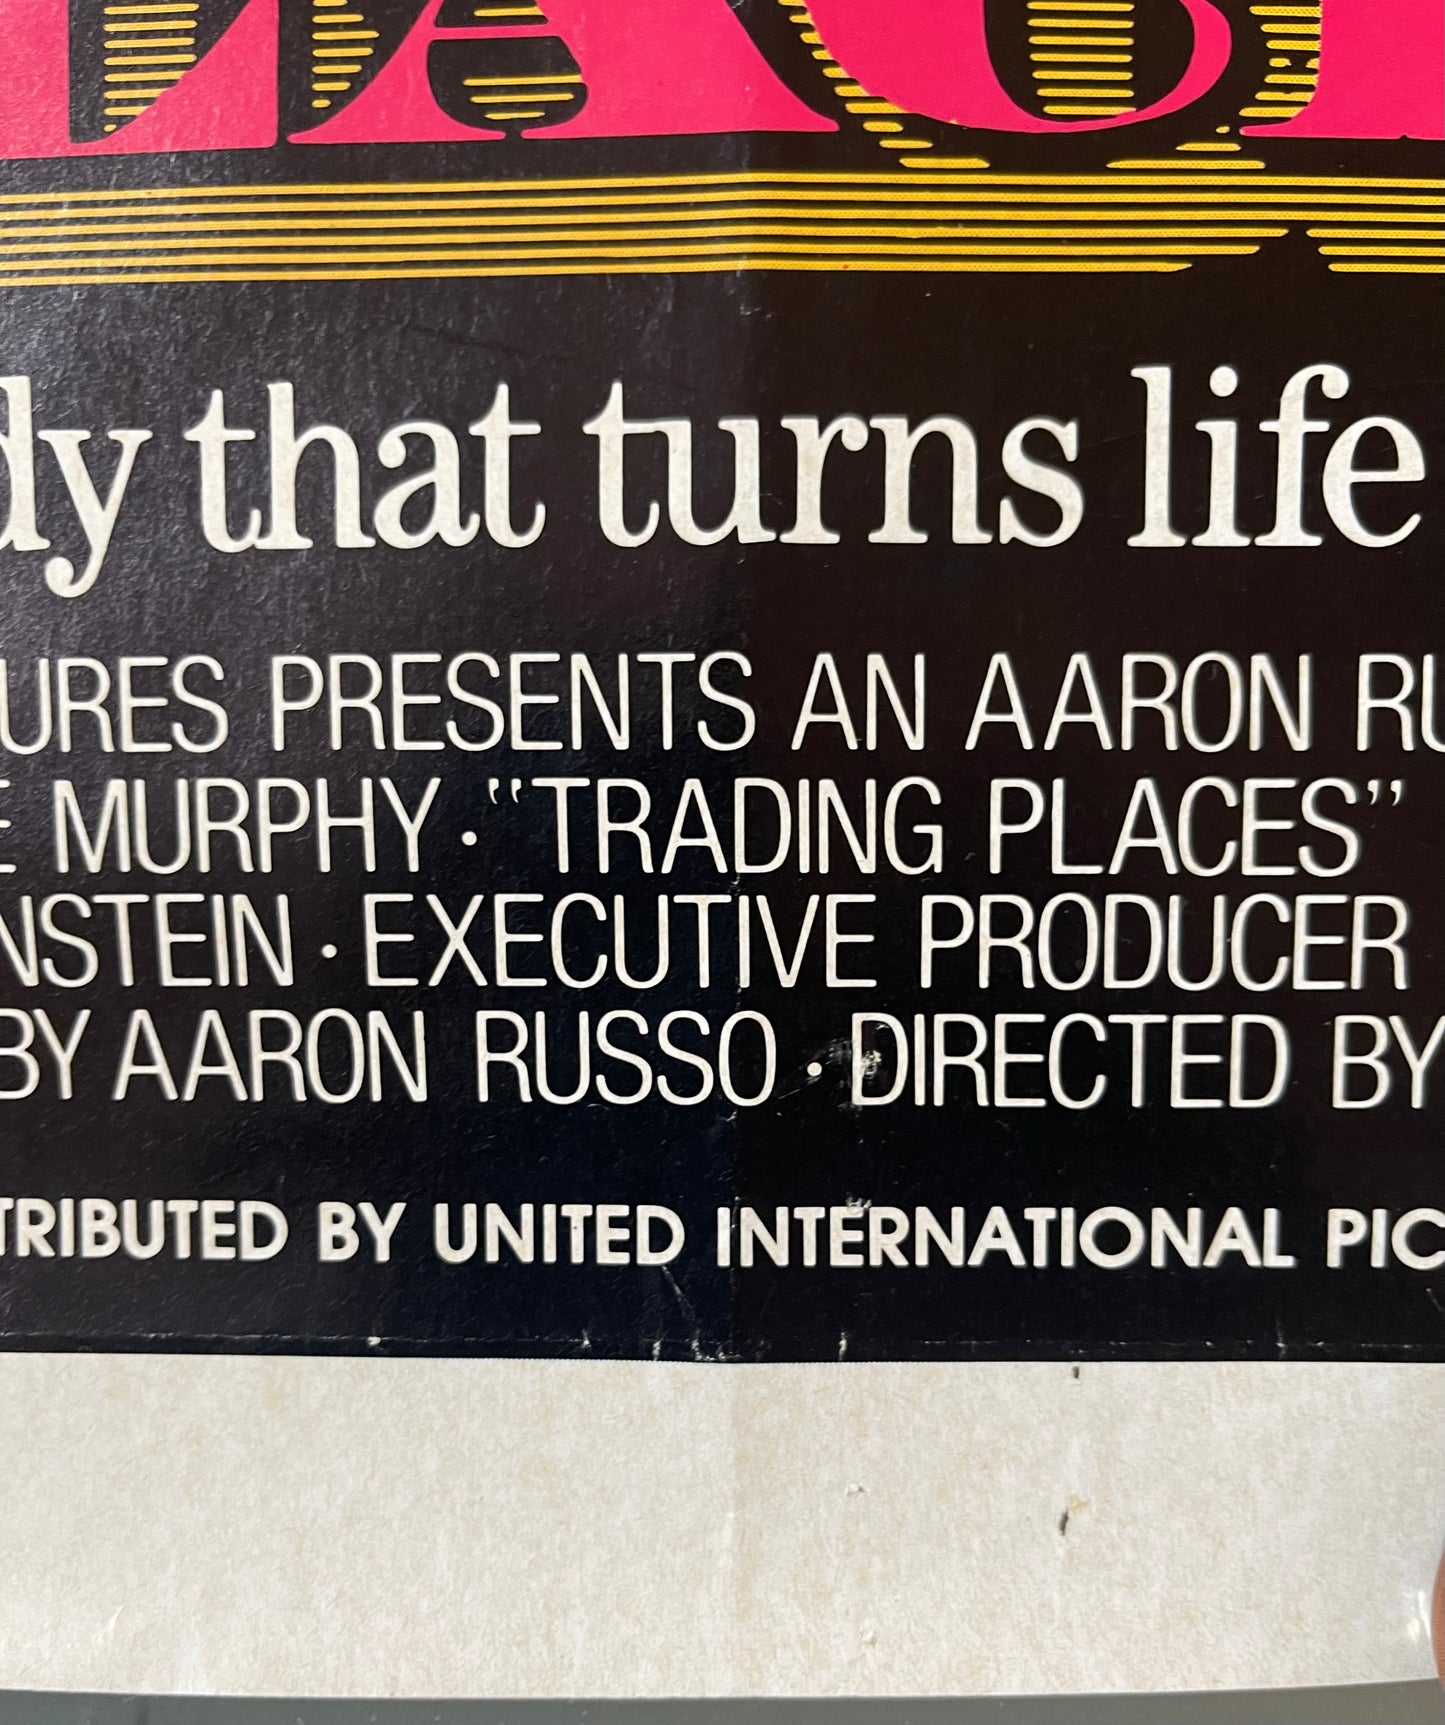 LACE
dy that turns life
URES PRESENTS AN AARON RU
E MURPHY · "TRADING PLACES"
NSTEIN · EXECUTIVE PRODUCER
BY AARON RUSSO · DIRECTED BY
TRIBUTED BY UNITED INTERNATIONAL PIC